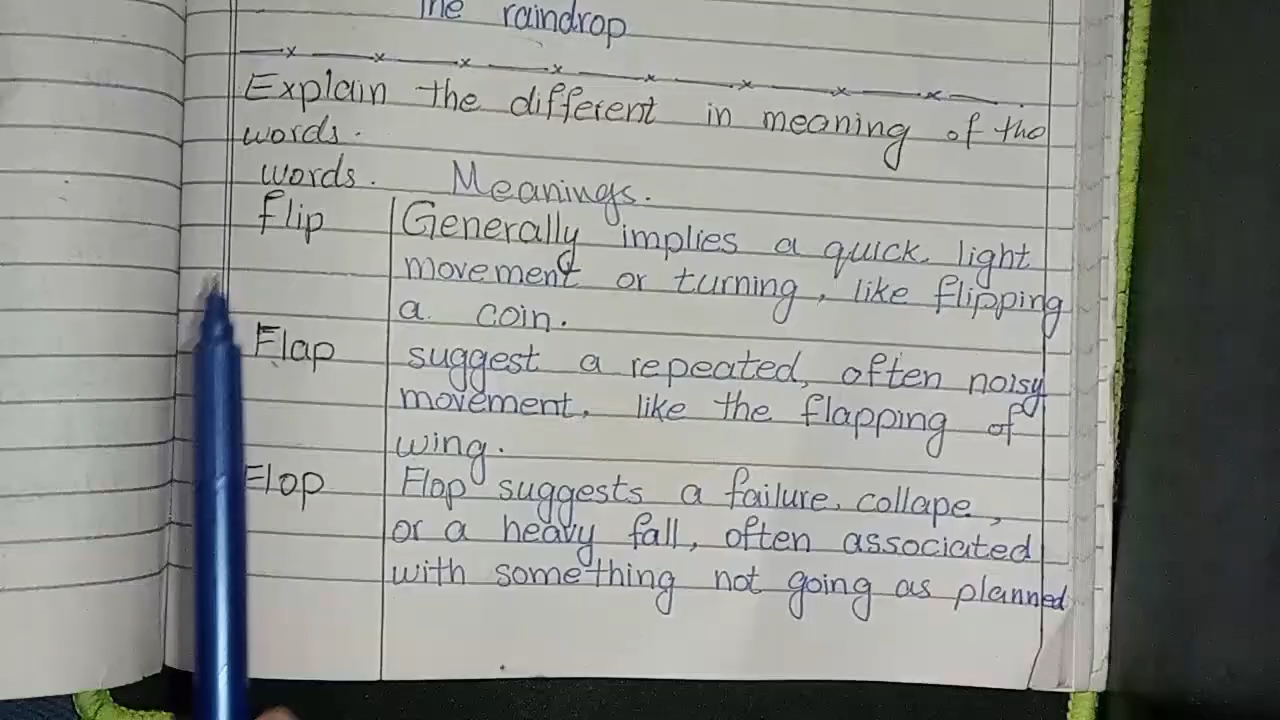 The raindrop
Explain the different in meaning of the
words.
words. Meanings.
Flip Generally implies a quick light
movement or turning, like flipping
a coin.
Flap suggest a repeated, often noisy
movement, like the flapping of
wing.
Flop Flop suggests a failure, collape,
or a heavy fall, often associated
with something not going as planned